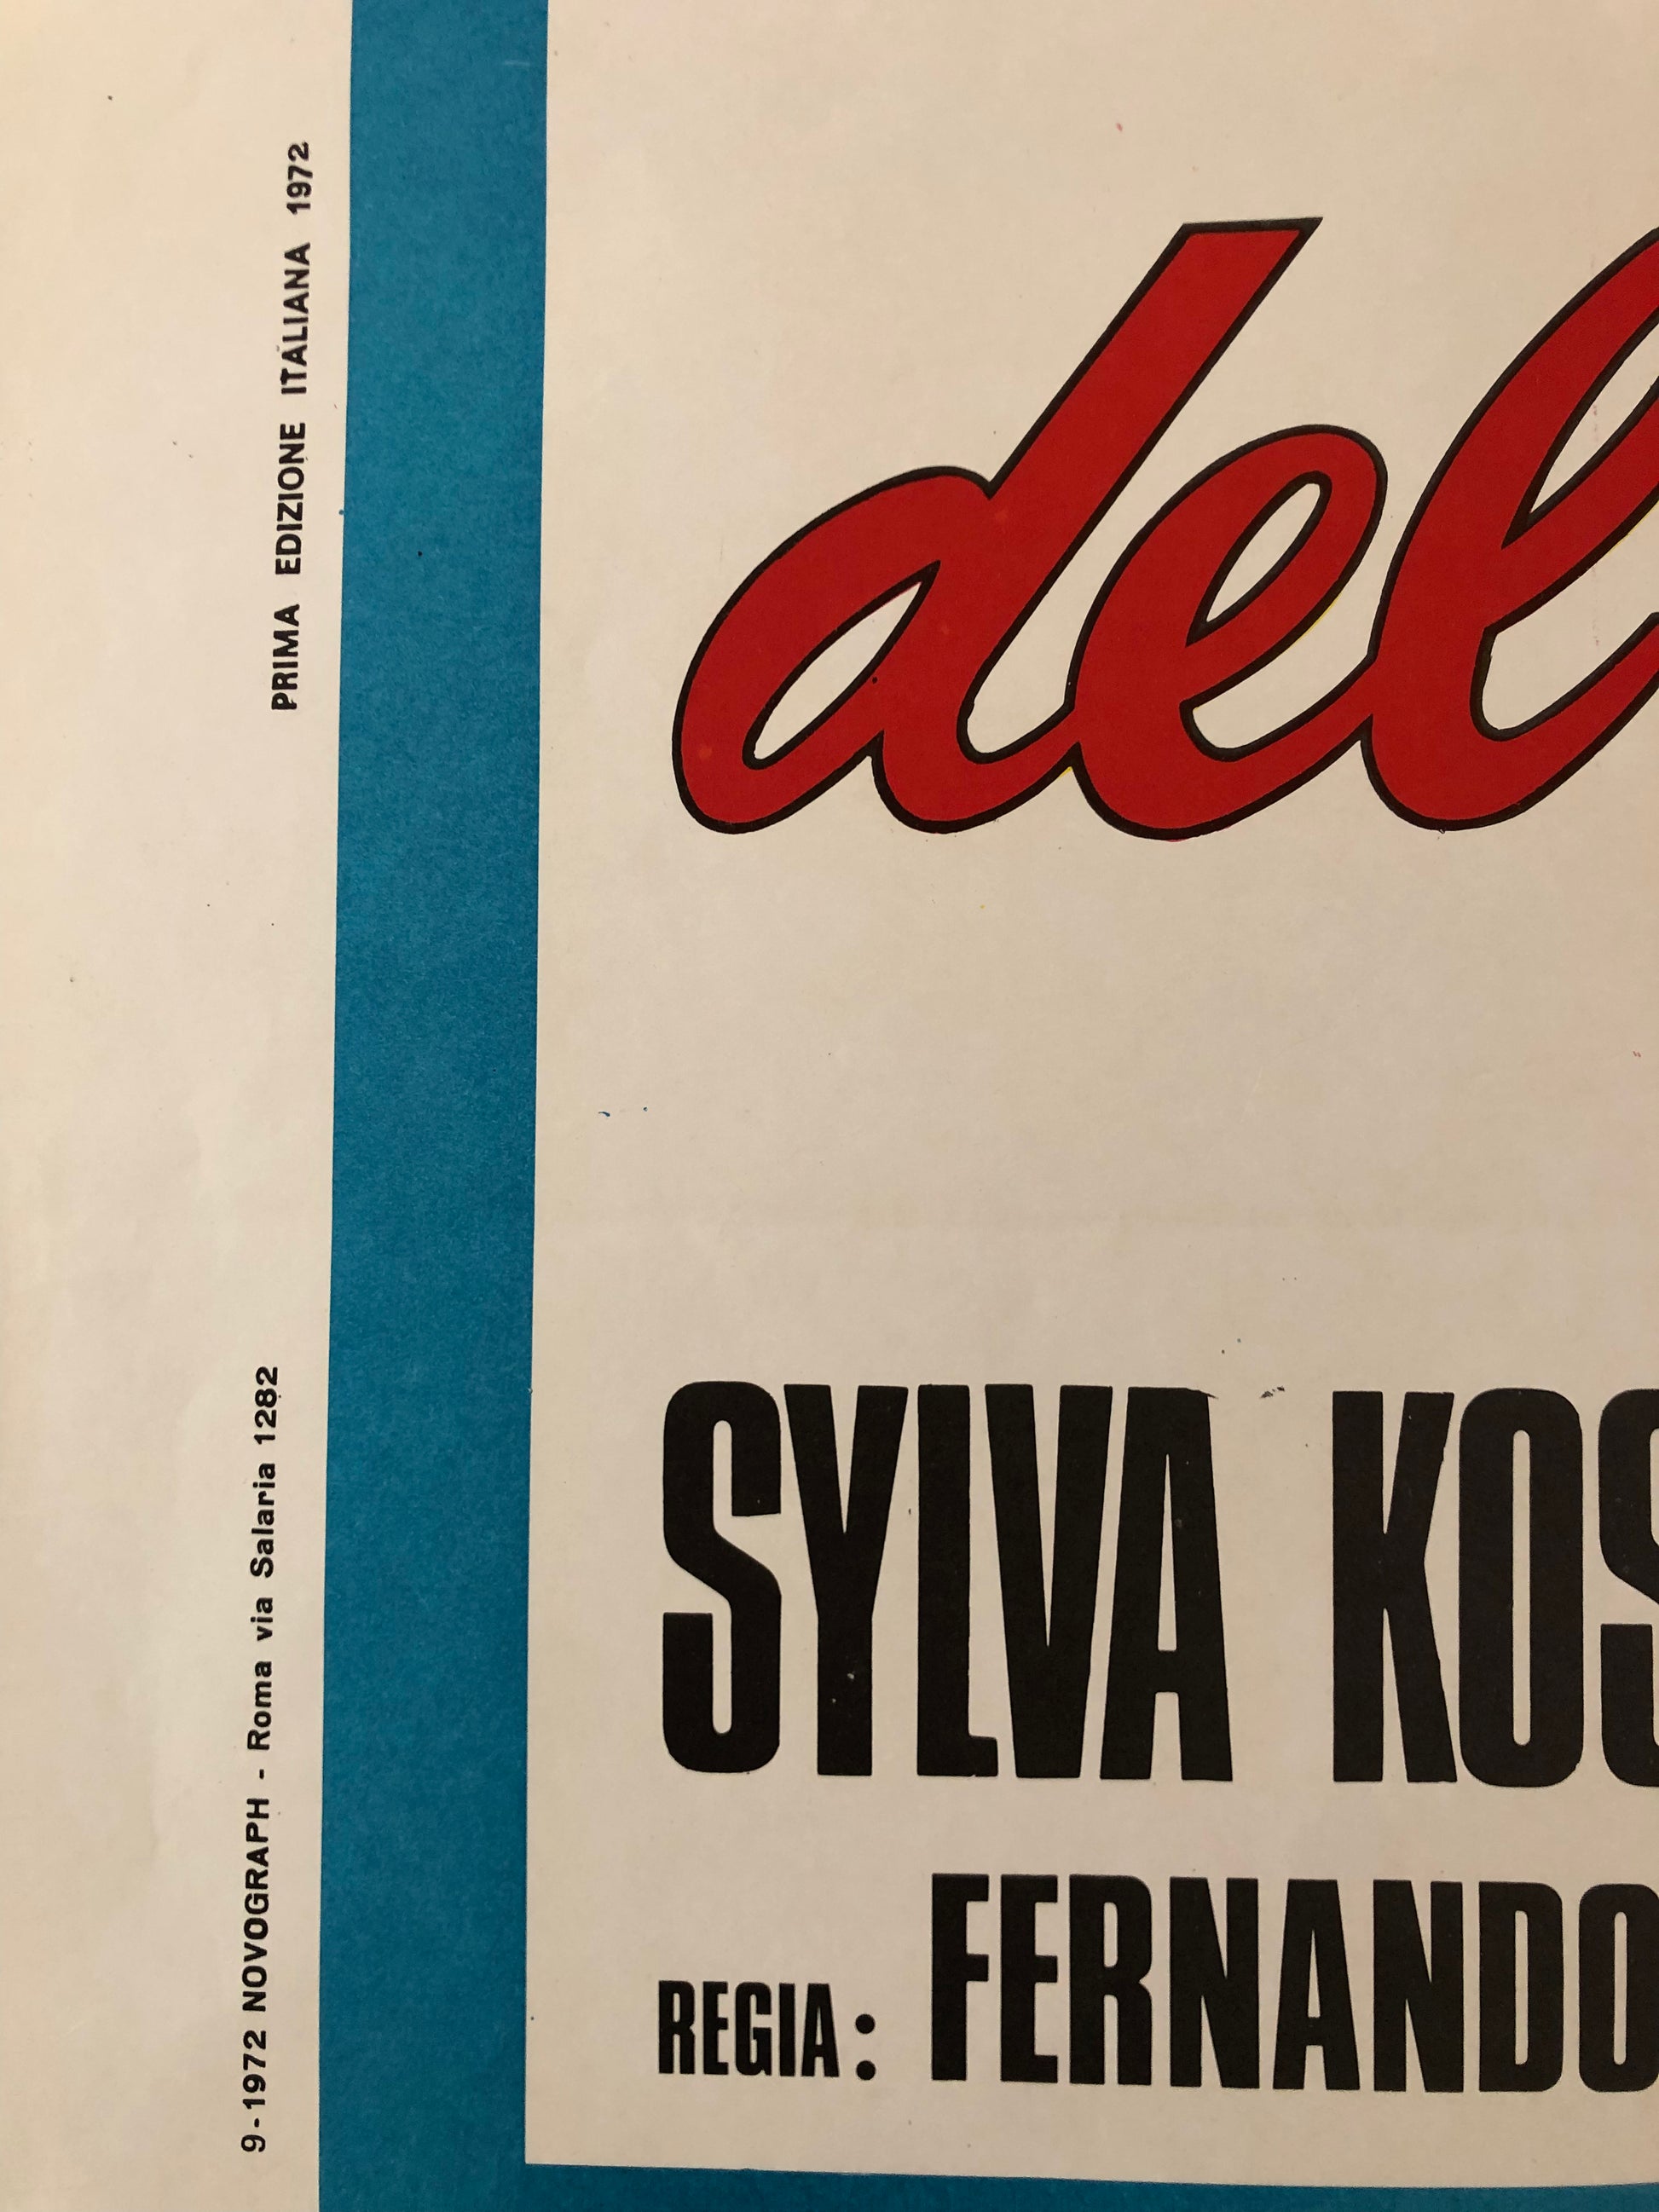 PRIMA EDIZIONE ITALIANA 1972
9-1972 NOVOGRAPH - Roma via Salaria 1282
del
SYLVA KOS
REGIA: FERNANDO